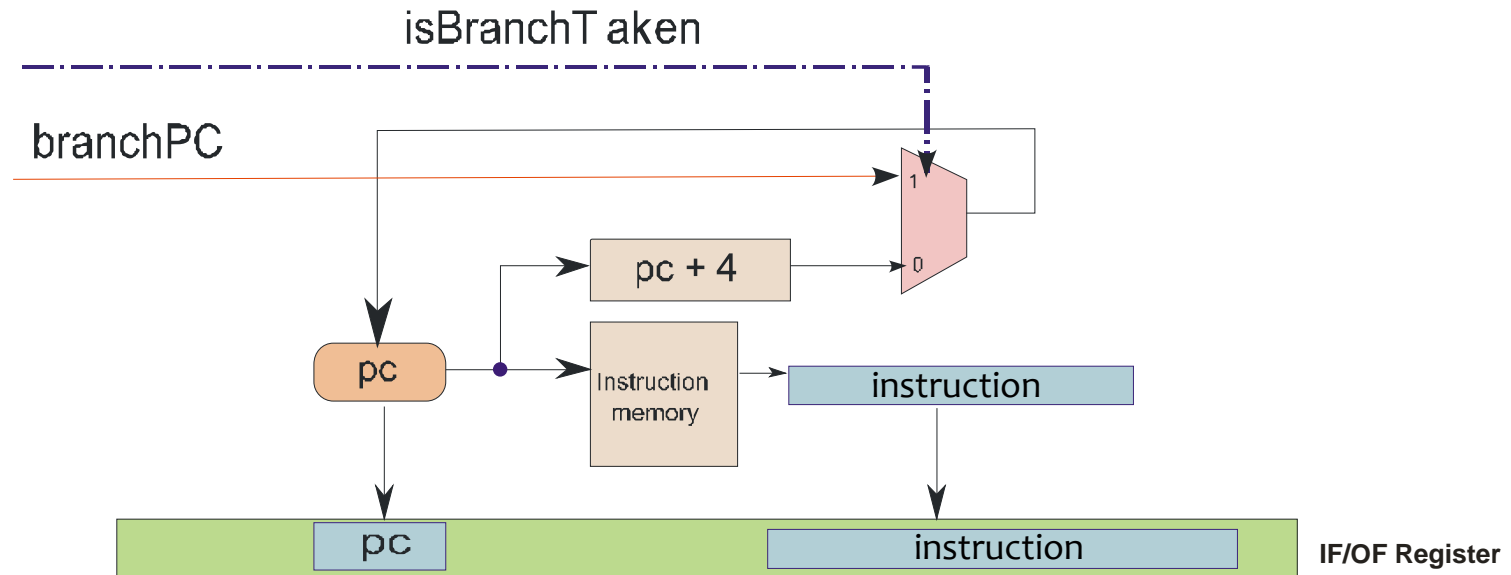 isBranchT aken
branchPC
1
pc + 4
0
pc
Instruction
memory
instruction
pc
instruction
IF/OF Register